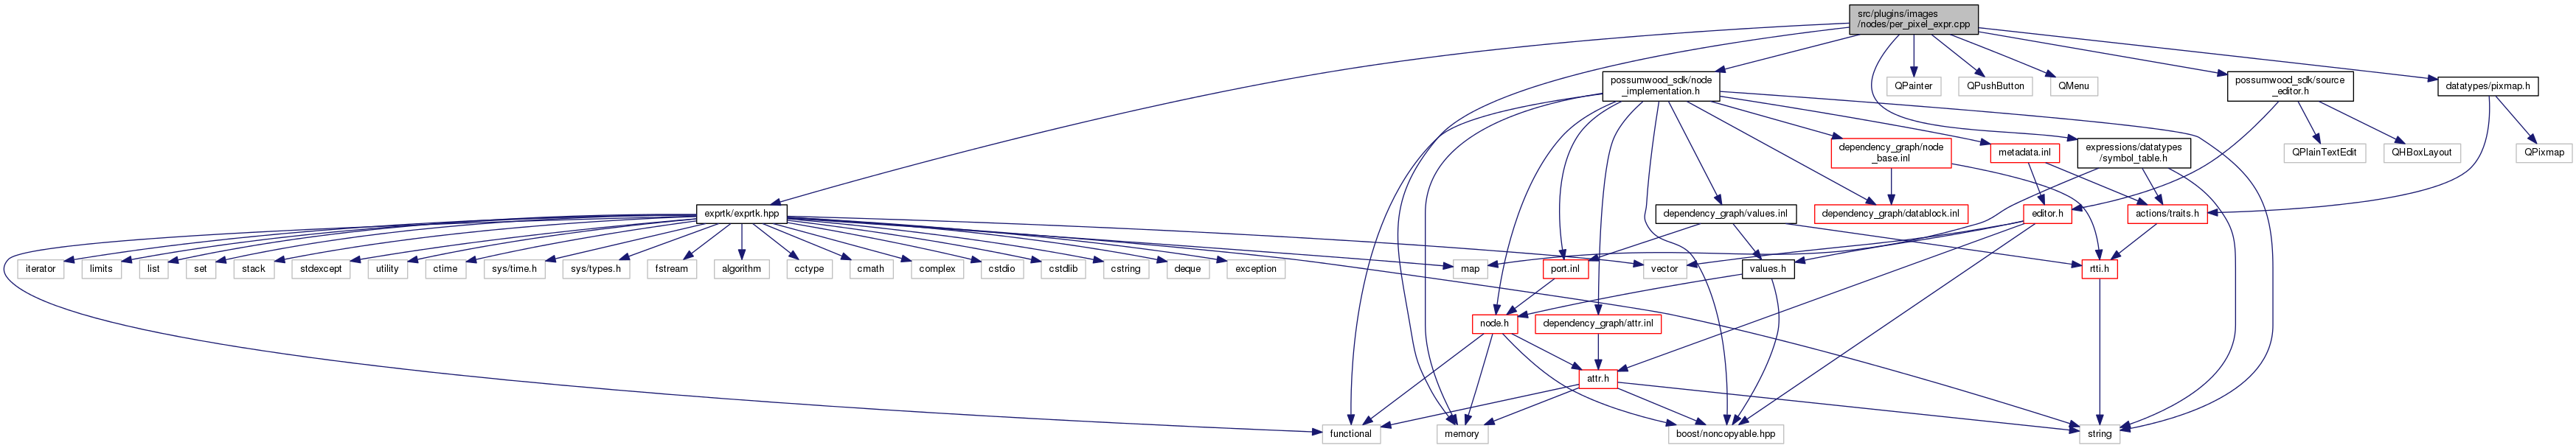 src/plugins/images
/nodes/per_pixel_expr.cpp
possumwood_sdk/node
_implementation.h
QPainter
QPushButton
QMenu
possumwood_sdk/source
_editor.h
datatypes/pixmap.h
dependency_graph/node
_base.inl
metadata.inl
expressions/datatypes
/symbol_table.h
QPlainTextEdit
QHBoxLayout
QPixmap
exprtk/exprtk.hpp
dependency_graph/values.inl
dependency_graph/datablock.inl
editor.h
actions/traits.h
iterator
limits
list
set
stack
stdexcept
utility
ctime
sys/time.h
sys/types.h
fstream
algorithm
cctype
cmath
complex
cstdio
cstdlib
cstring
deque
exception
map
vector
port.inl
values.h
rtti.h
node.h
dependency_graph/attr.inl
attr.h
functional
memory
boost/noncopyable.hpp
string